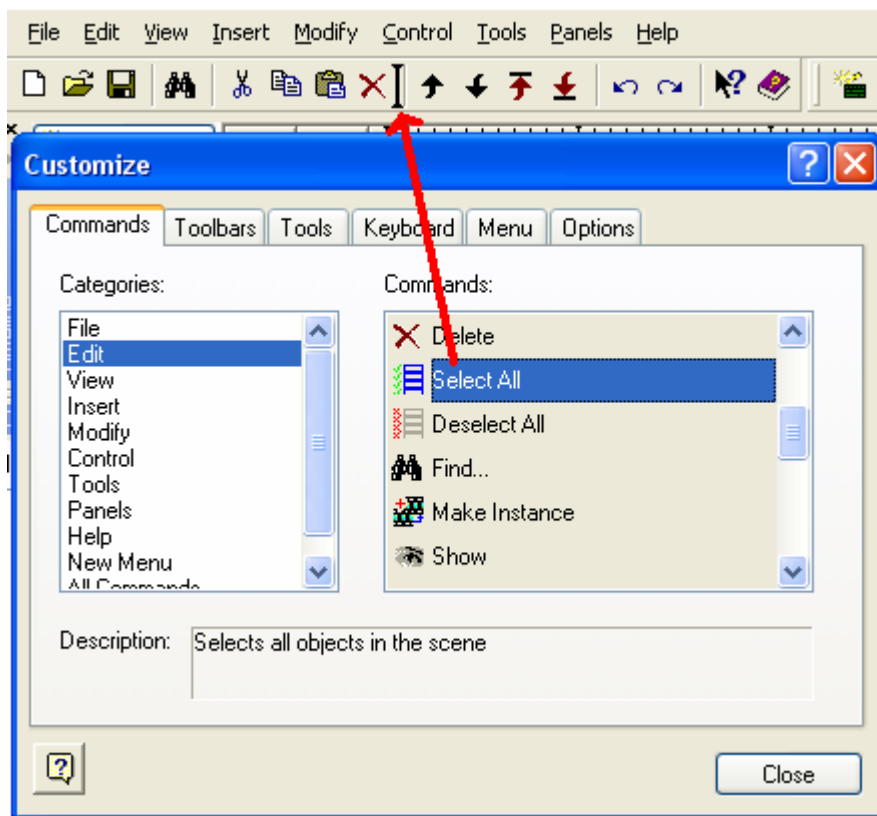 File Edit View Insert Modify Control Tools Panels Help
Customize
Commands Toolbars Tools Keyboard Menu Options
Categories:
Commands:
File
Edit
View
Insert
Modify
Control
Tools
Panels
Help
New Menu
All Commands
Delete
Select All
Deselect All
Find...
Make Instance
Show
Description: Selects all objects in the scene
Close